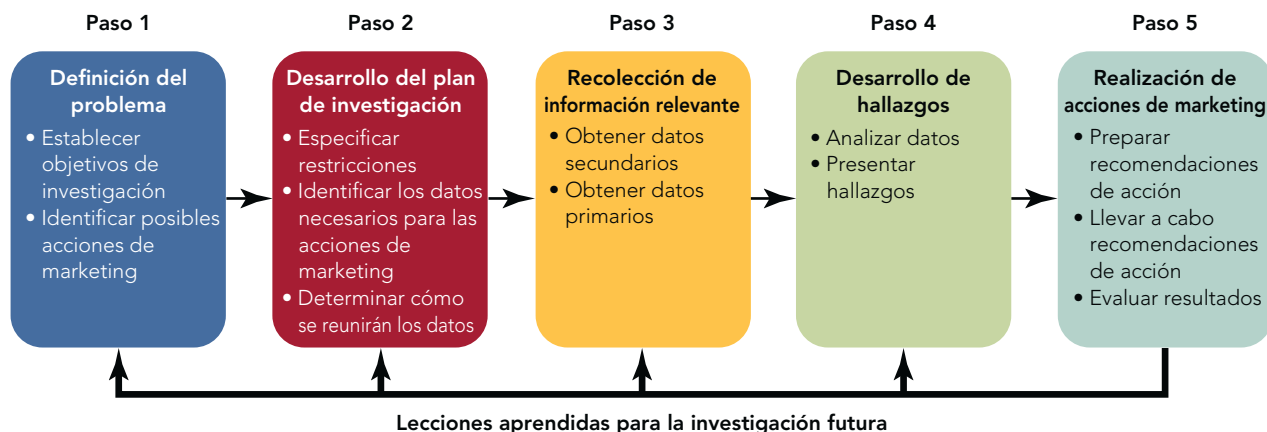 Paso 1
Definición del
problema
• Establecer
objetivos de
investigación
• Identificar posibles
acciones de
marketing
Paso 2
Desarrollo del plan
de investigación
• Especificar
restricciones
• Identificar los datos
necesarios para las
acciones de
marketing
• Determinar cómo
se reunirán los datos
Paso 3
Recolección de
información relevante
• Obtener datos
secundarios
• Obtener datos
primarios
Paso 4
Desarrollo de
hallazgos
• Analizar datos
• Presentar
hallazgos
Paso 5
Realización de
acciones de marketing
• Preparar
recomendaciones
de acción
• Llevar a cabo
recomendaciones
de acción
• Evaluar resultados
Lecciones aprendidas para la investigación futura